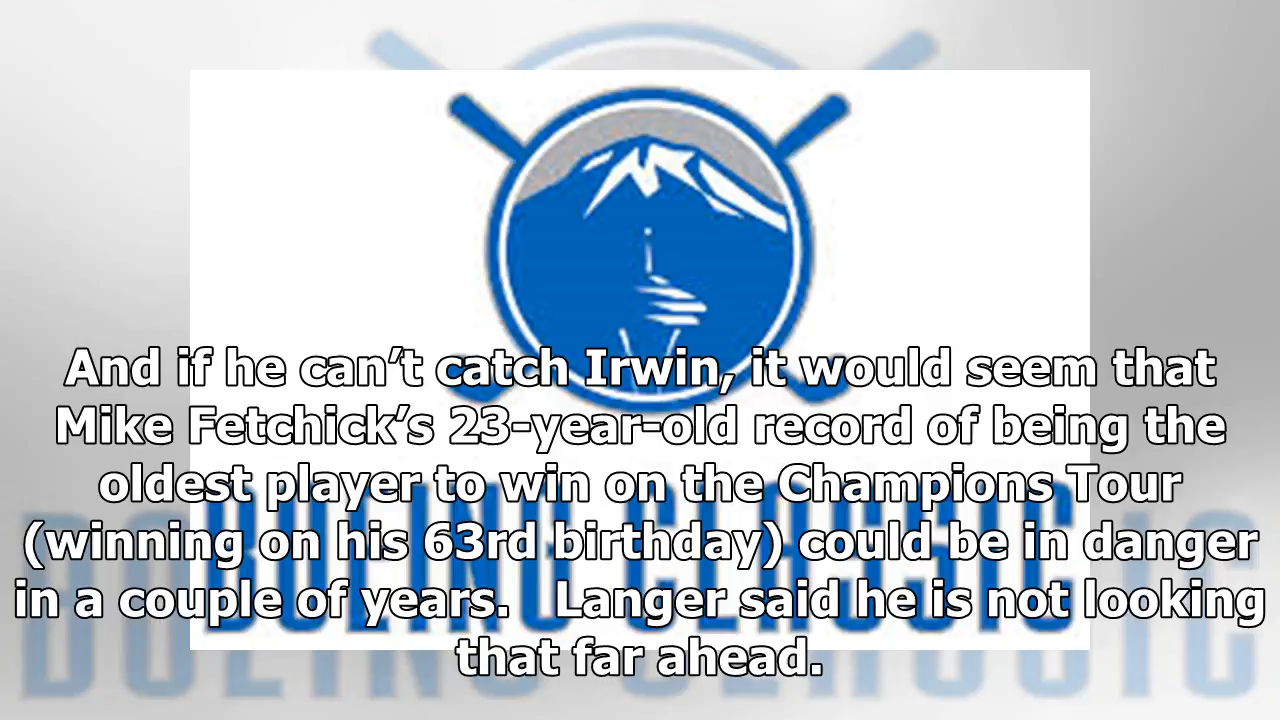 And if he can’t catch Irwin, it would seem that
Mike Fetchick’s 23-year-old record of being the
oldest player to win on the Champions Tour
(winning on his 63rd birthday) could be in danger
in a couple of years.   Langer said he is not looking
that far ahead.
BOEING CLASSIC